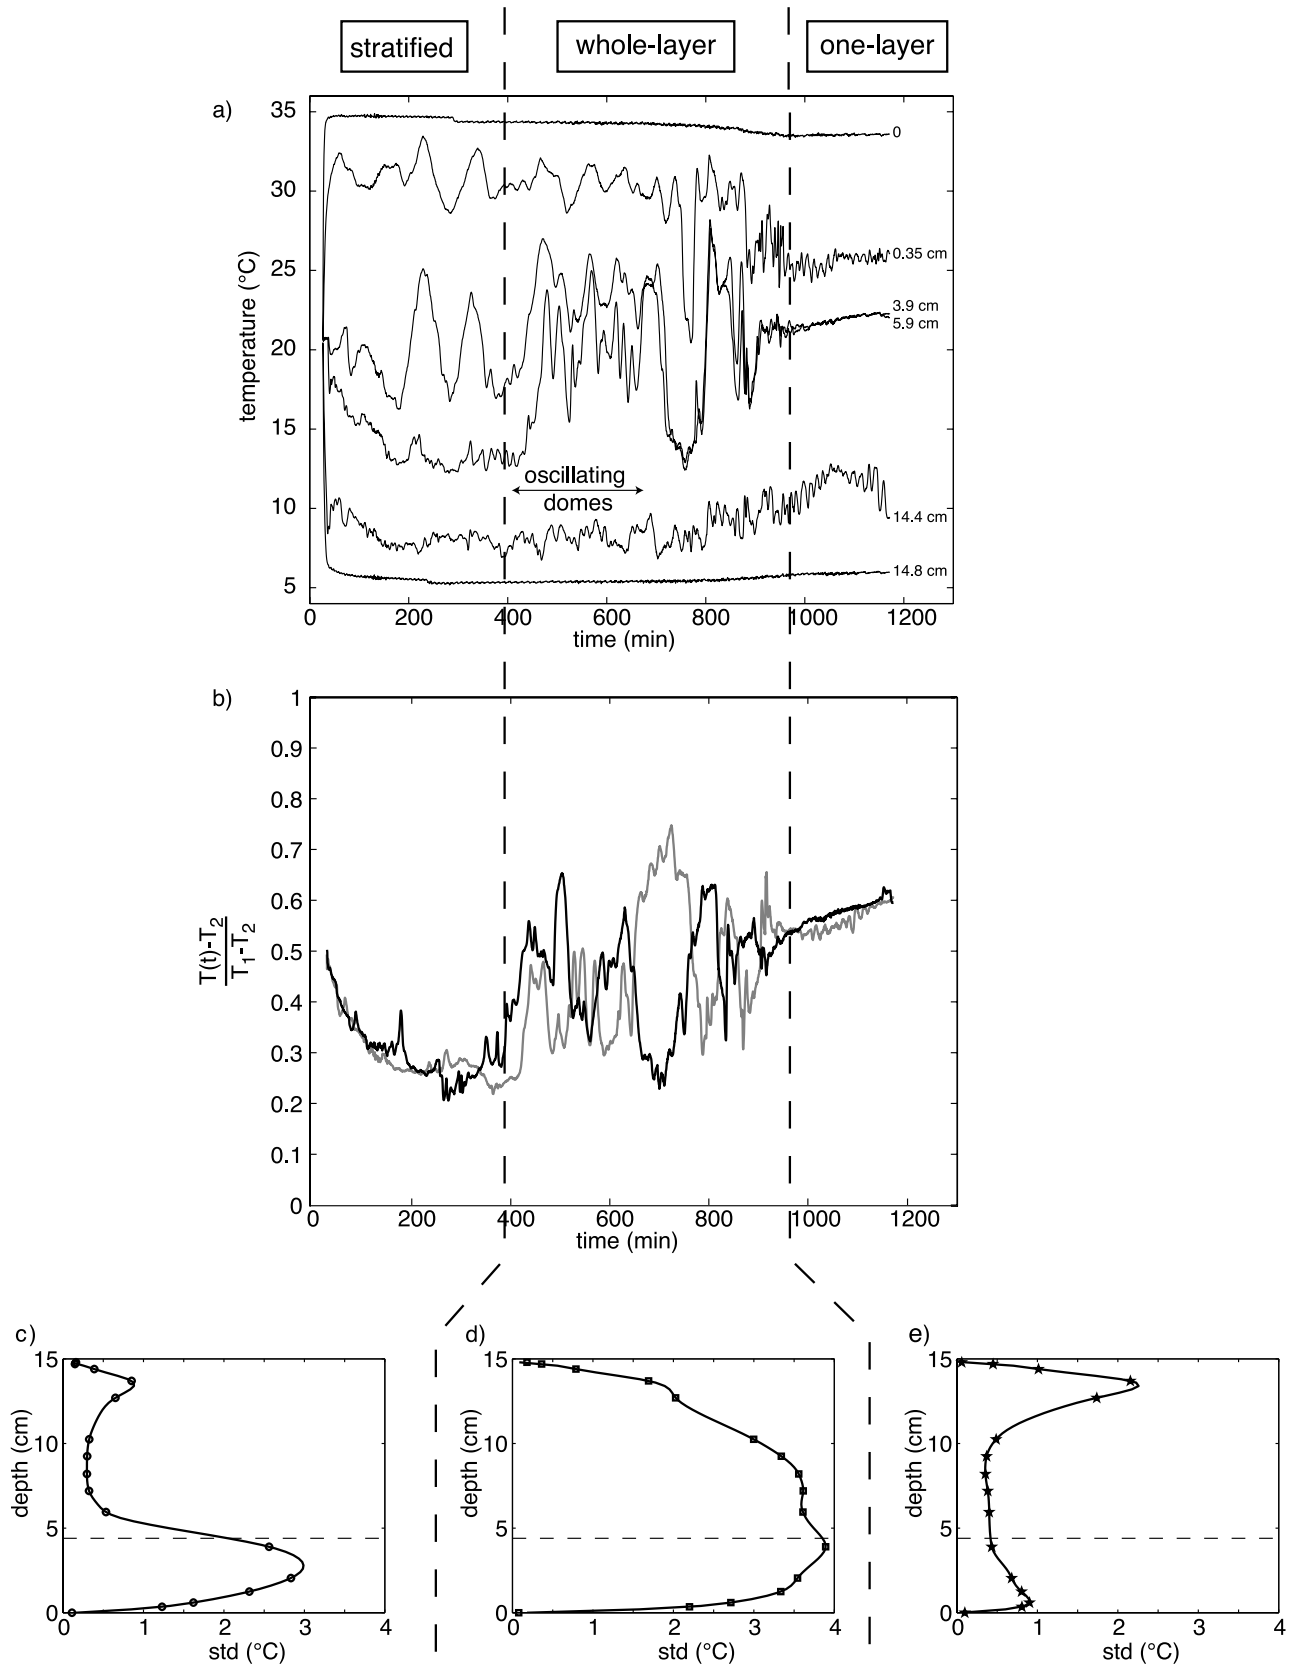 stratified
whole-layer
one-layer
a)
35
30
25
20
15
10
5
temperature (°C)
0
0.35 cm
3.9 cm
5.9 cm
14.4 cm
14.8 cm
oscillating
domes
0
200
400
600
800
1000
1200
time (min)
b)
1
0.9
0.8
0.7
0.6
0.5
0.4
0.3
0.2
0.1
0
T(t)-T2
T1-T2
0
200
400
600
800
1000
1200
time (min)
c)
15
10
5
0
depth (cm)
0
1
2
3
4
std (°C)
d)
15
10
5
0
depth (cm)
0
1
2
3
4
std (°C)
e)
15
10
5
0
depth (cm)
0
1
2
3
4
std (°C)